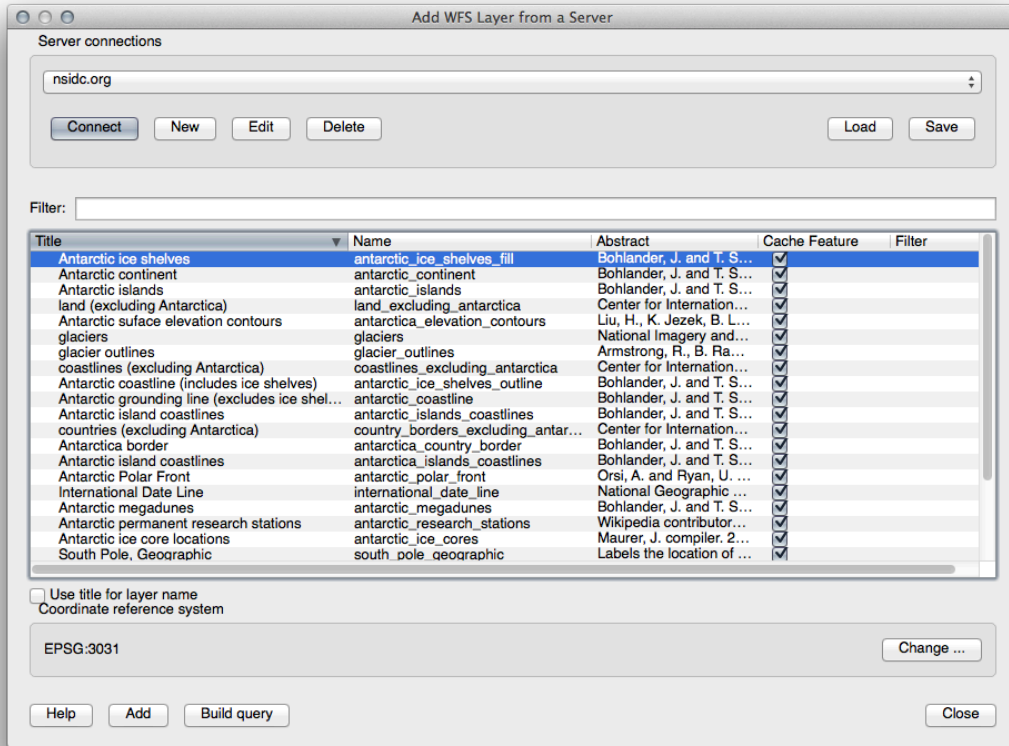 Add WFS Layer from a Server
Server connections
nsidc.org
Connect New Edit Delete Load Save
Filter:
Title Name Abstract Cache Feature Filter
Antarctic ice shelves antarctic_ice_shelves_fill Bohlander, J. and T. S...
Antarctic continent antarctic_continent Bohlander, J. and T. S...
Antarctic islands antarctic_islands Bohlander, J. and T. S...
land (excluding Antarctica) land_excluding_antarctica Center for Internation...
Antarctic suface elevation contours antarctica_elevation_contours Liu, H., K. Jezek, B. L...
glaciers glaciers National Imagery and...
glacier outlines glacier_outlines Armstrong, R., B. Ra...
coastlines (excluding Antarctica) coastlines_excluding_antarctica Center for Internation...
Antarctic coastline (includes ice shelves) antarctic_ice_shelves_outline Bohlander, J. and T. S...
Antarctic grounding line (excludes ice shel... antarctic_coastline Bohlander, J. and T. S...
Antarctic island coastlines antarctic_islands_coastlines Bohlander, J. and T. S...
countries (excluding Antarctica) country_borders_excluding_antar... Center for Internation...
Antarctica border antarctica_country_border Bohlander, J. and T. S...
Antarctic island coastlines antarctica_islands_coastlines Bohlander, J. and T. S...
Antarctic Polar Front antarctic_polar_front Orsi, A. and Ryan, U. ...
International Date Line international_date_line National Geographic ...
Antarctic megadunes antarctic_megadunes Bohlander, J. and T. S...
Antarctic permanent research stations antarctic_research_stations Wikipedia contributor...
Antarctic ice core locations antarctic_ice_cores Maurer, J. compiler. 2...
South Pole, Geographic south_pole_geographic Labels the location of ...
Use title for layer name
Coordinate reference system
EPSG:3031 Change ...
Help Add Build query Close